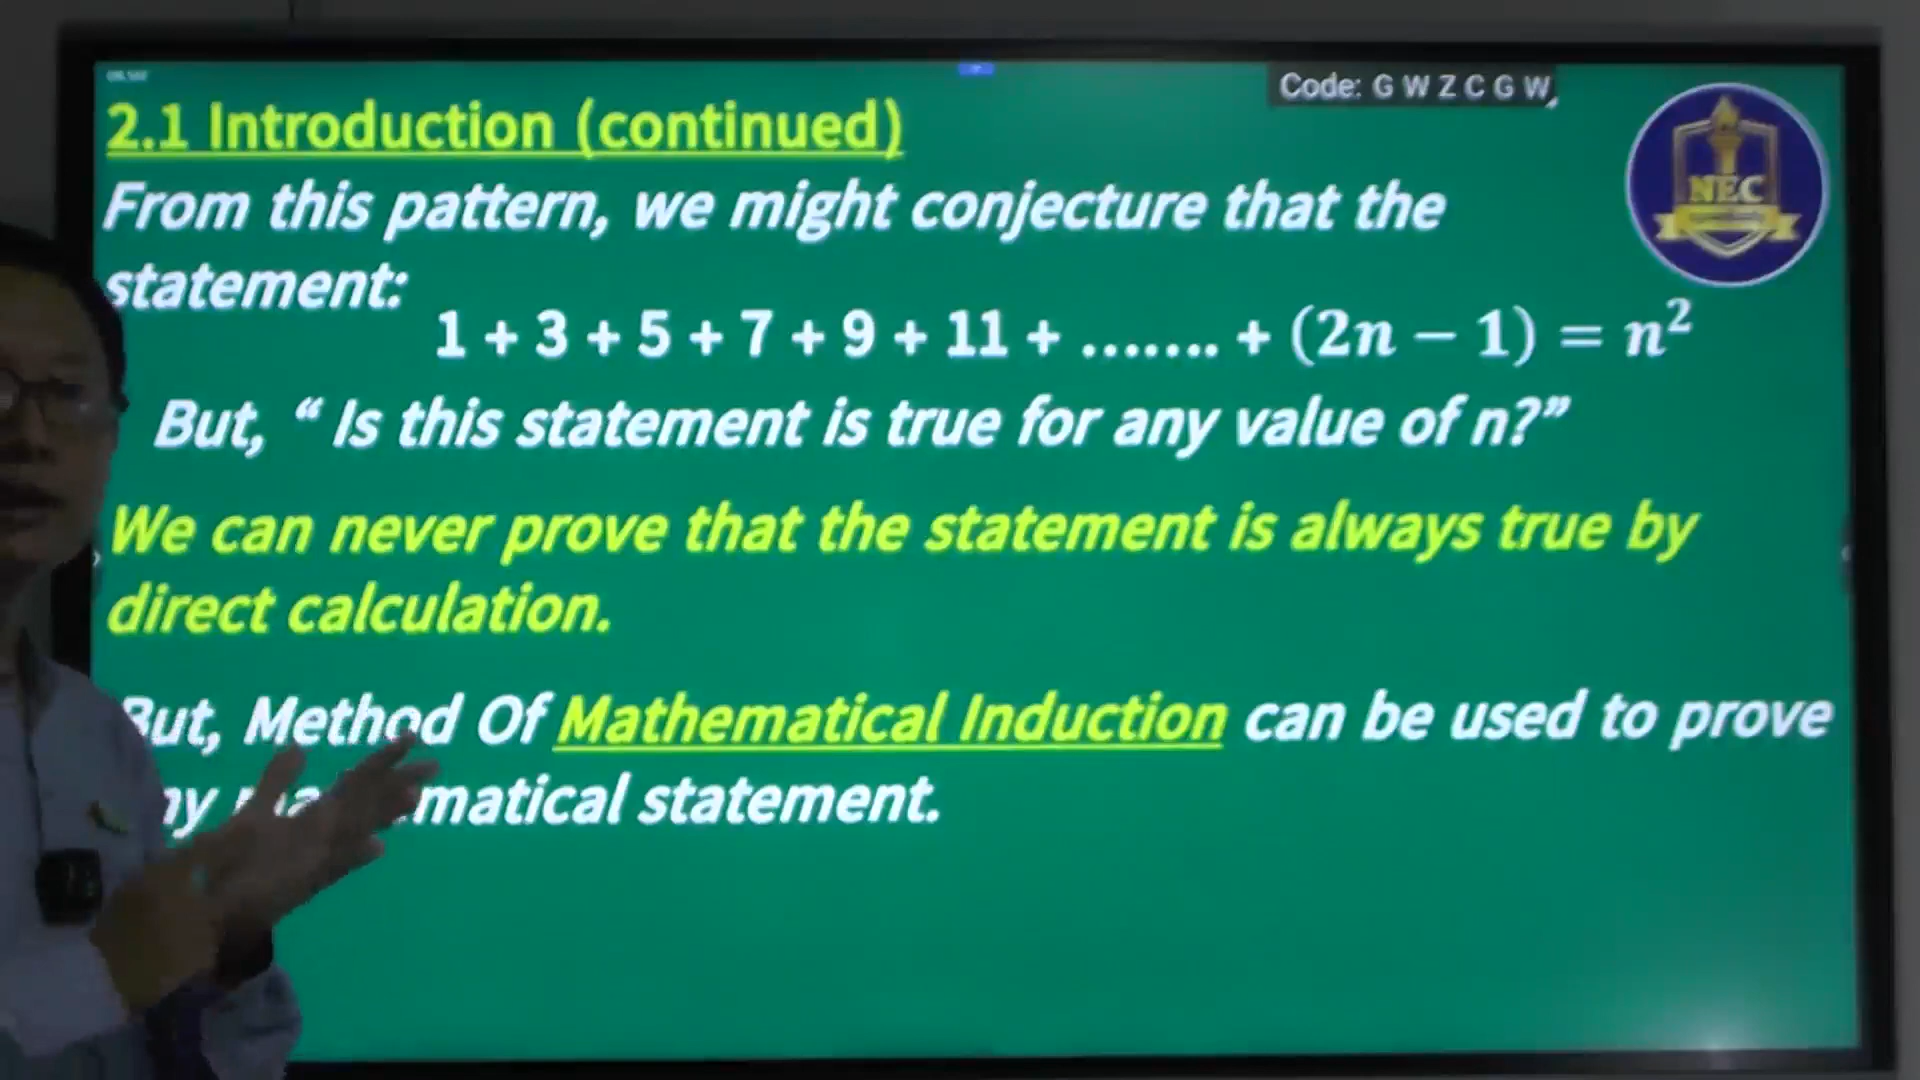 Code: G W Z C G W
2.1 Introduction (continued)
NEC
From this pattern, we might conjecture that the
statement:
1 + 3 + 5 + 7 + 9 + 11 + ....... + (2n − 1) = n²
But, “ Is this statement is true for any value of n?”
We can never prove that the statement is always true by
direct calculation.
But, Method Of Mathematical Induction can be used to prove
matical statement.